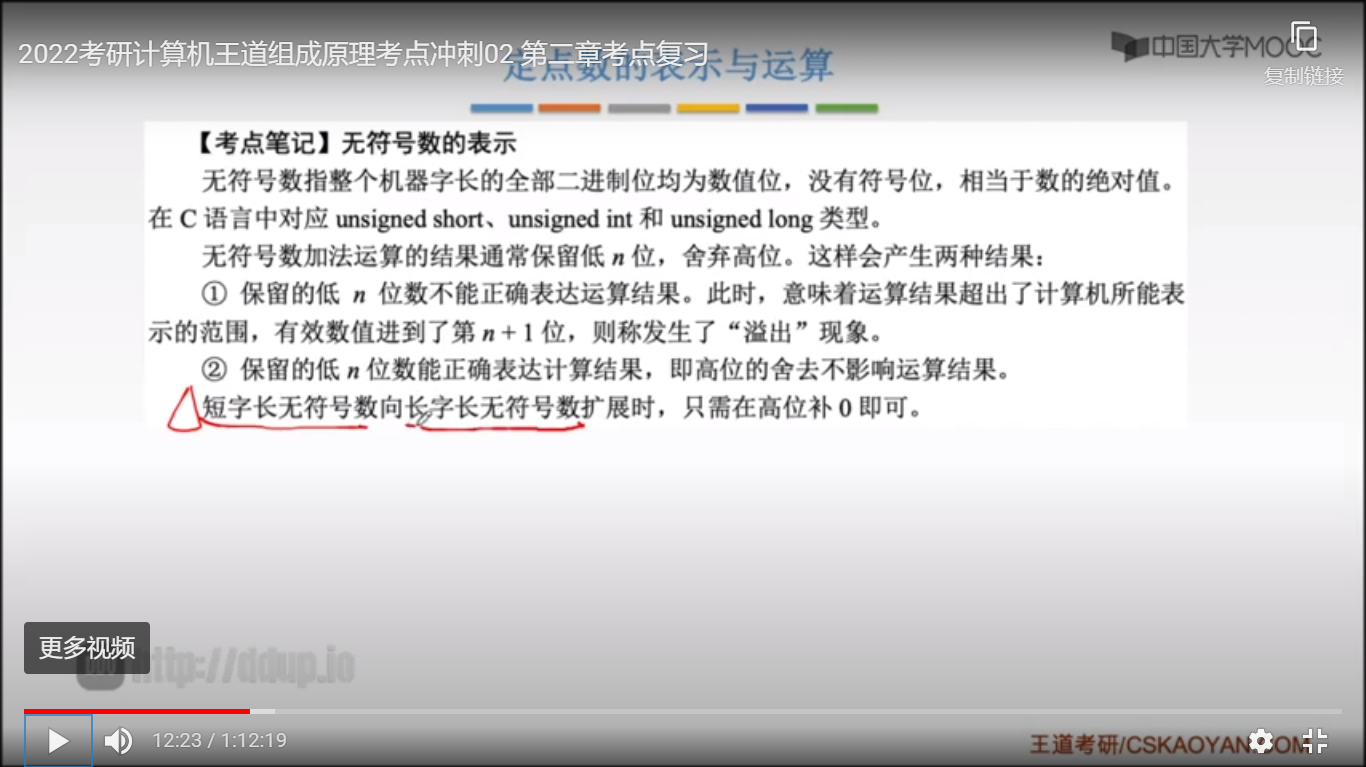 2022考研计算机王道组成原理考点冲刺02 第二章考点复习
定点数的表示与运算
中国大学MOOC
复制链接
【考点笔记】无符号数的表示
无符号数指整个机器字长的全部二进制位均为数值位，没有符号位，相当于数的绝对值。
在 C 语言中对应 unsigned short、unsigned int 和 unsigned long 类型。
无符号数加法运算的结果通常保留低 n 位，舍弃高位。这样会产生两种结果：
① 保留的低 n 位数不能正确表达运算结果。此时，意味着运算结果超出了计算机所能表
示的范围，有效数值进到了第 n + 1 位，则称发生了“溢出”现象。
② 保留的低 n 位数能正确表达计算结果，即高位的舍去不影响运算结果。
短字长无符号数向长字长无符号数扩展时，只需在高位补 0 即可。
更多视频
http://ddup.io
12:23 / 1:12:19
王道考研/CSKAOYAN.COM